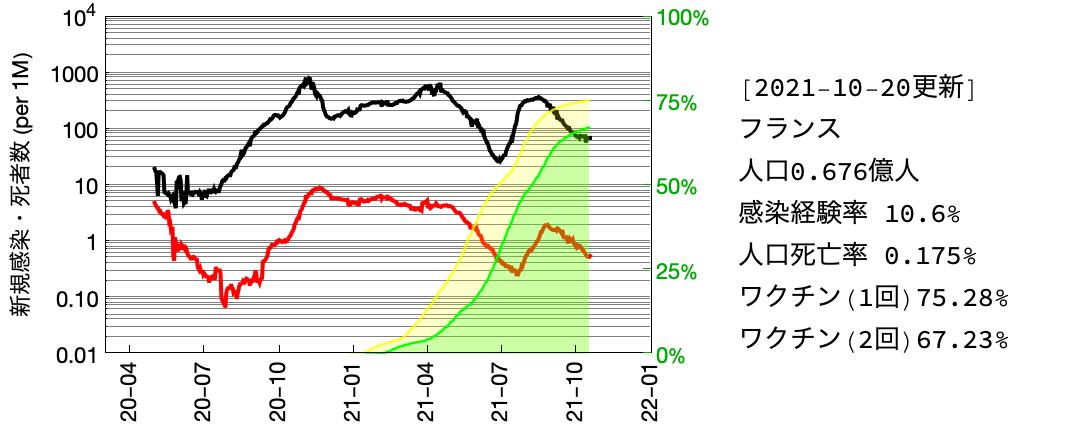 10^4
1000
100
10
1
0.10
0.01
新規感染・死者数 (per 1M)
100%
75%
50%
25%
0%
20-04
20-07
20-10
21-01
21-04
21-07
21-10
22-01
[2021-10-20更新]
フランス
人口0.676億人
感染経験率 10.6%
人口死亡率 0.175%
ワクチン(1回)75.28%
ワクチン(2回)67.23%